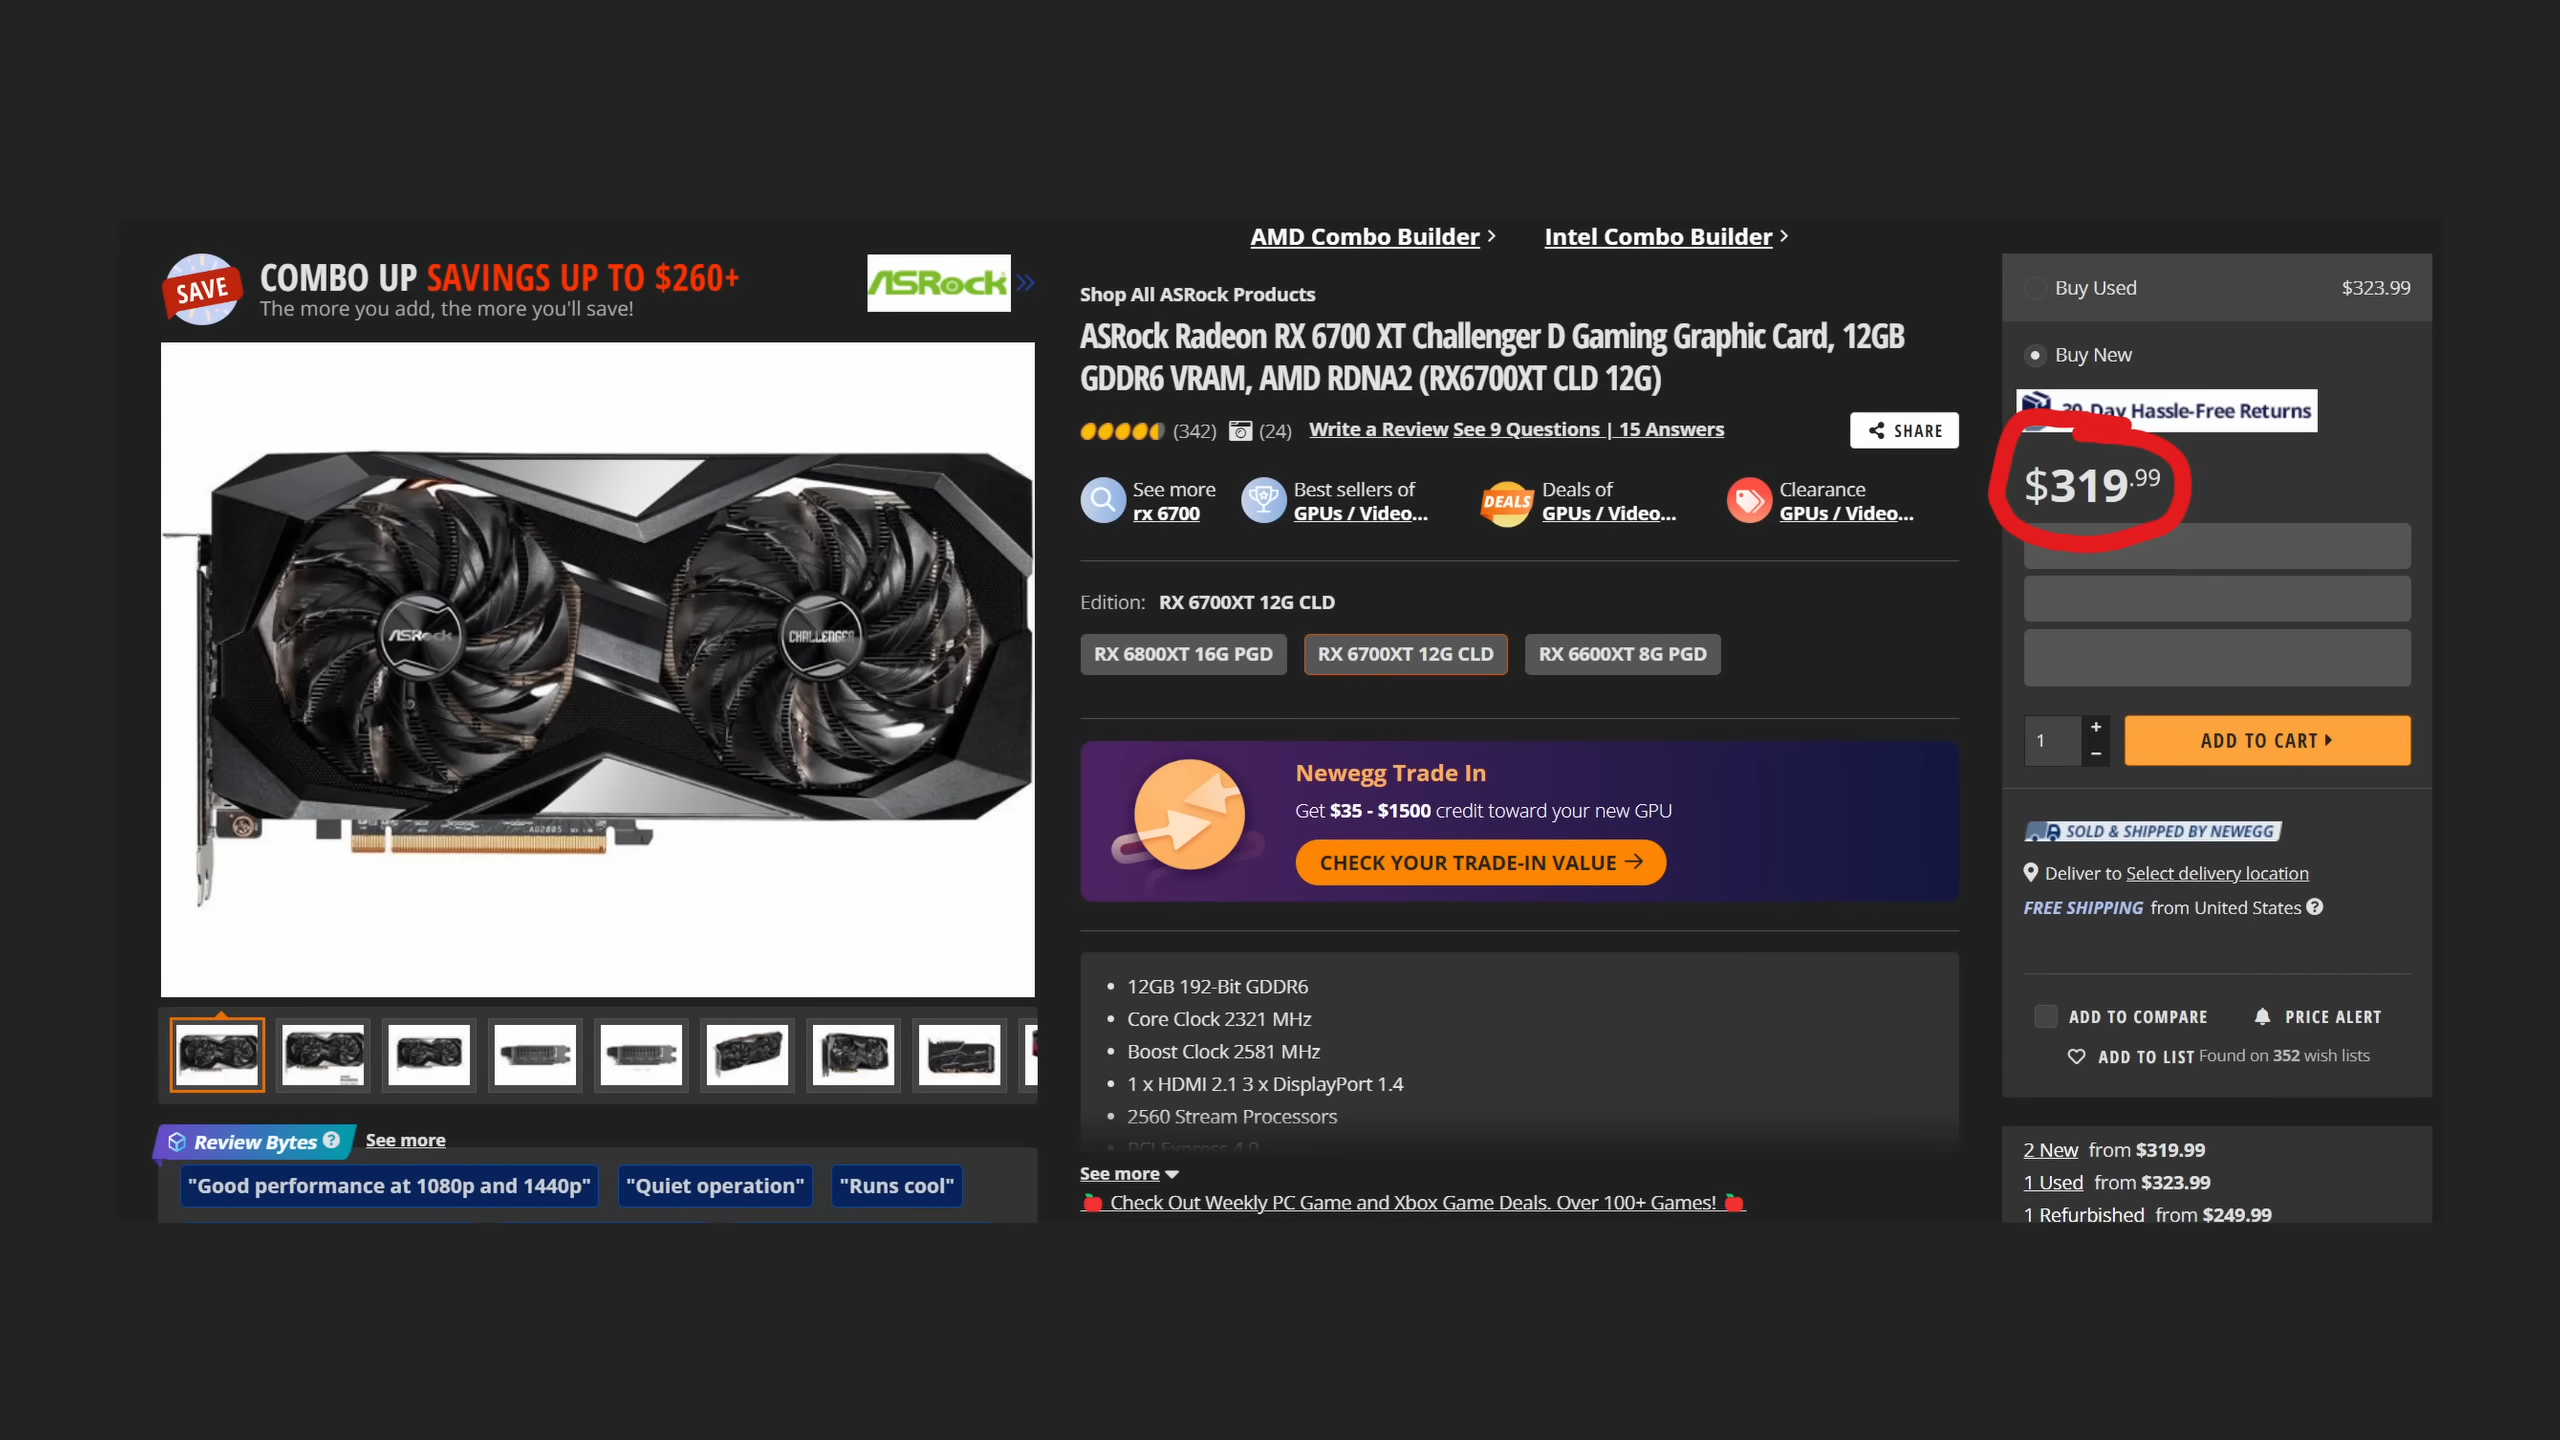 AMD Combo Builder
Intel Combo Builder
SAVE
COMBO UP SAVINGS UP TO $260+
The more you add, the more you'll save!
ASRock
Shop All ASRock Products
ASRock Radeon RX 6700 XT Challenger D Gaming Graphic Card, 12GB
GDDR6 VRAM, AMD RDNA2 (RX6700XT CLD 12G)
(342) (24) Write a Review See 9 Questions | 15 Answers
SHARE
See more
rx 6700
Best sellers of
GPUs / Video...
DEALS
Deals of
GPUs / Video...
Clearance
GPUs / Video...
Edition: RX 6700XT 12G CLD
RX 6800XT 16G PGD
RX 6700XT 12G CLD
RX 6600XT 8G PGD
ASRock
CHALLENGER
Newegg Trade In
Get $35 - $1500 credit toward your new GPU
CHECK YOUR TRADE-IN VALUE
12GB 192-Bit GDDR6
Core Clock 2321 MHz
Boost Clock 2581 MHz
1 x HDMI 2.1 3 x DisplayPort 1.4
2560 Stream Processors
PCI Express 4.0
See more
Check Out Weekly PC Game and Xbox Game Deals. Over 100+ Games!
Review Bytes ?
See more
"Good performance at 1080p and 1440p"
"Quiet operation"
"Runs cool"
Buy Used $323.99
Buy New
30-Day Hassle-Free Returns
$319.99
1 + −
ADD TO CART
SOLD & SHIPPED BY NEWEGG
Deliver to Select delivery location
FREE SHIPPING from United States ?
ADD TO COMPARE
PRICE ALERT
ADD TO LIST Found on 352 wish lists
2 New from $319.99
1 Used from $323.99
1 Refurbished from $249.99